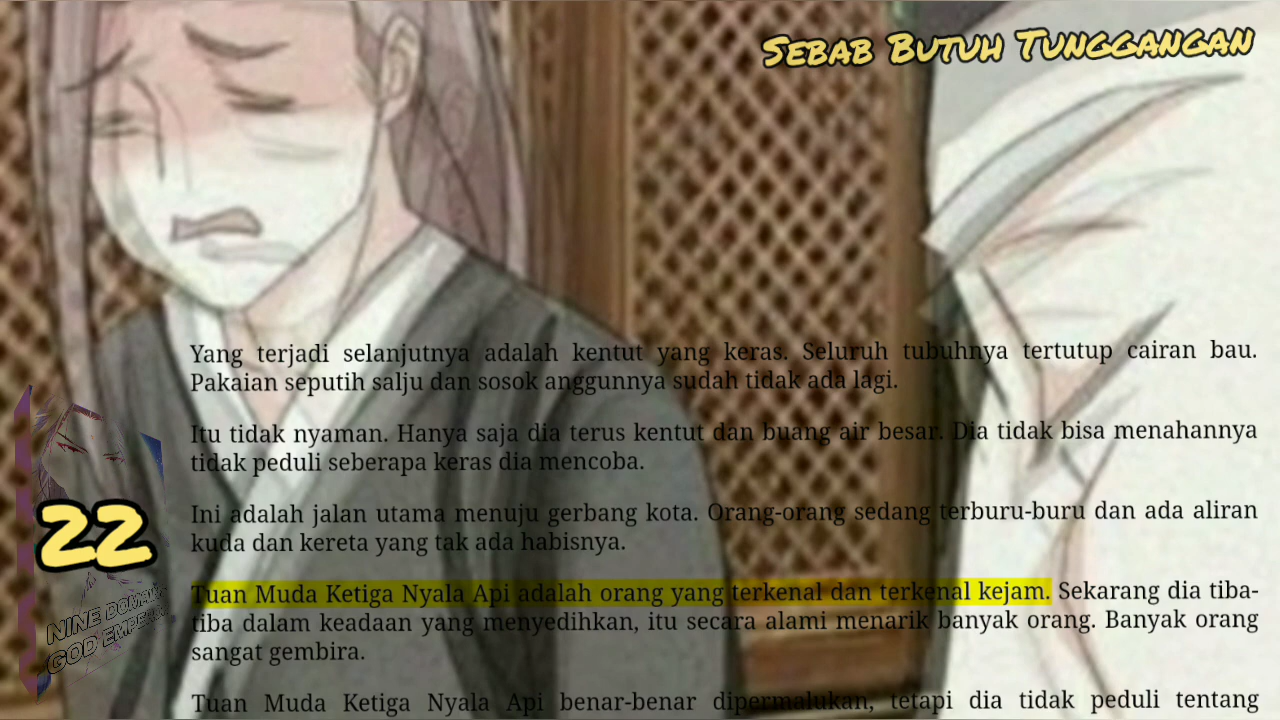 Sebab Butuh Tunggangan
Yang terjadi selanjutnya adalah kentut yang keras. Seluruh tubuhnya tertutup cairan bau.
Pakaian seputih salju dan sosok anggunnya sudah tidak ada lagi.
Itu tidak nyaman. Hanya saja dia terus kentut dan buang air besar. Dia tidak bisa menahannya
tidak peduli seberapa keras dia mencoba.
Ini adalah jalan utama menuju gerbang kota. Orang-orang sedang terburu-buru dan ada aliran
kuda dan kereta yang tak ada habisnya.
22
Tuan Muda Ketiga Nyala Api adalah orang yang terkenal dan terkenal kejam. Sekarang dia tiba-
tiba dalam keadaan yang menyedihkan, itu secara alami menarik banyak orang. Banyak orang
sangat gembira.
NINE DOMAIN
GOD EMPEROR
Tuan Muda Ketiga Nyala Api benar-benar dipermalukan, tetapi dia tidak peduli tentang